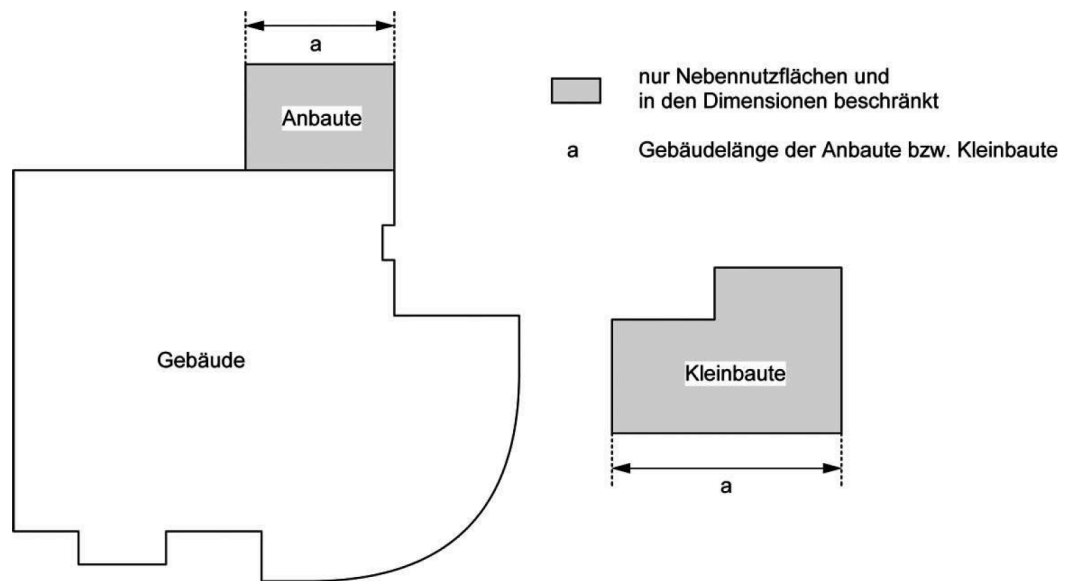 a
Anbaute
nur Nebennutzflächen und
in den Dimensionen beschränkt
a Gebäudelänge der Anbaute bzw. Kleinbaute
Gebäude
Kleinbaute
a